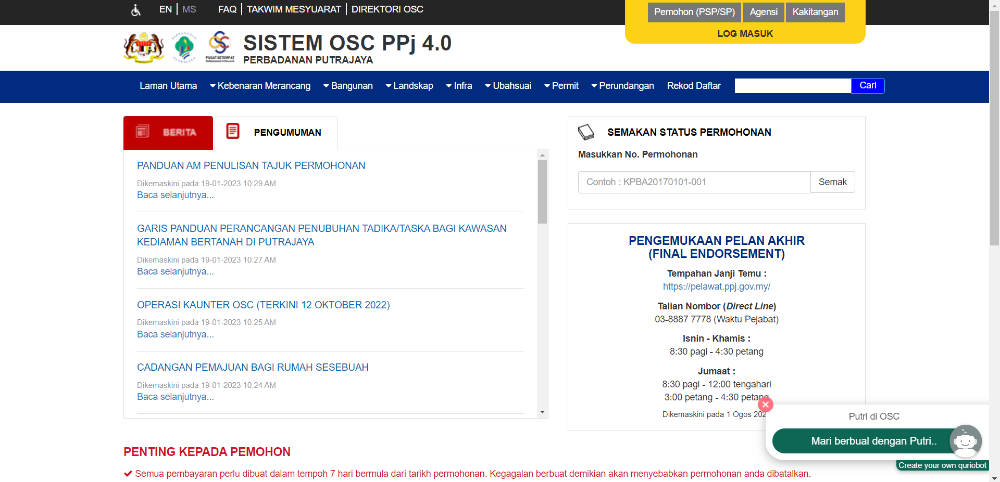 EN | MS
FAQ | TAKWIM MESYUARAT | DIREKTORI OSC
Pemohon (PSP/SP)
Agensi
Kakitangan
LOG MASUK
PUSAT SETEMPAT
PERBADANAN PUTRAJAYA
SISTEM OSC PPj 4.0
PERBADANAN PUTRAJAYA
Laman Utama
Kebenaran Merancang
Bangunan
Landskap
Infra
Ubahsuai
Permit
Perundangan
Rekod Daftar
Cari
BERITA
PENGUMUMAN
PANDUAN AM PENULISAN TAJUK PERMOHONAN
Dikemaskini pada 19-01-2023 10:29 AM
Baca selanjutnya...
GARIS PANDUAN PERANCANGAN PENUBUHAN TADIKA/TASKA BAGI KAWASAN
KEDIAMAN BERTANAH DI PUTRAJAYA
Dikemaskini pada 19-01-2023 10:27 AM
Baca selanjutnya...
OPERASI KAUNTER OSC (TERKINI 12 OKTOBER 2022)
Dikemaskini pada 19-01-2023 10:25 AM
Baca selanjutnya...
CADANGAN PEMAJUAN BAGI RUMAH SESEBUAH
Dikemaskini pada 19-01-2023 10:24 AM
Baca selanjutnya...
SEMAKAN STATUS PERMOHONAN
Masukkan No. Permohonan
Contoh : KPBA20170101-001
Semak
PENGEMUKAAN PELAN AKHIR
(FINAL ENDORSEMENT)
Tempahan Janji Temu :
https://pelawat.ppj.gov.my/
Talian Nombor (Direct Line)
03-8887 7778 (Waktu Pejabat)
Isnin - Khamis :
8:30 pagi - 4:30 petang
Jumaat :
8:30 pagi - 12:00 tengahari
3:00 petang - 4:30 petang
Dikemaskini pada 1 Ogos 202
Putri di OSC
Mari berbual dengan Putri..
Create your own quriobot
PENTING KEPADA PEMOHON
Semua pembayaran perlu dibuat dalam tempoh 7 hari bermula dari tarikh permohonan. Kegagalan berbuat demikian akan menyebabkan permohonan anda dibatalkan.